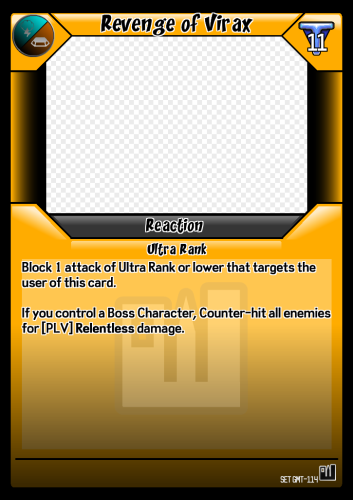 Revenge of Virax
11
Reaction
Ultra Rank
Block 1 attack of Ultra Rank or lower that targets the
user of this card.
If you control a Boss Character, Counter-hit all enemies
for [PLV] Relentless damage.
SET GMT-114